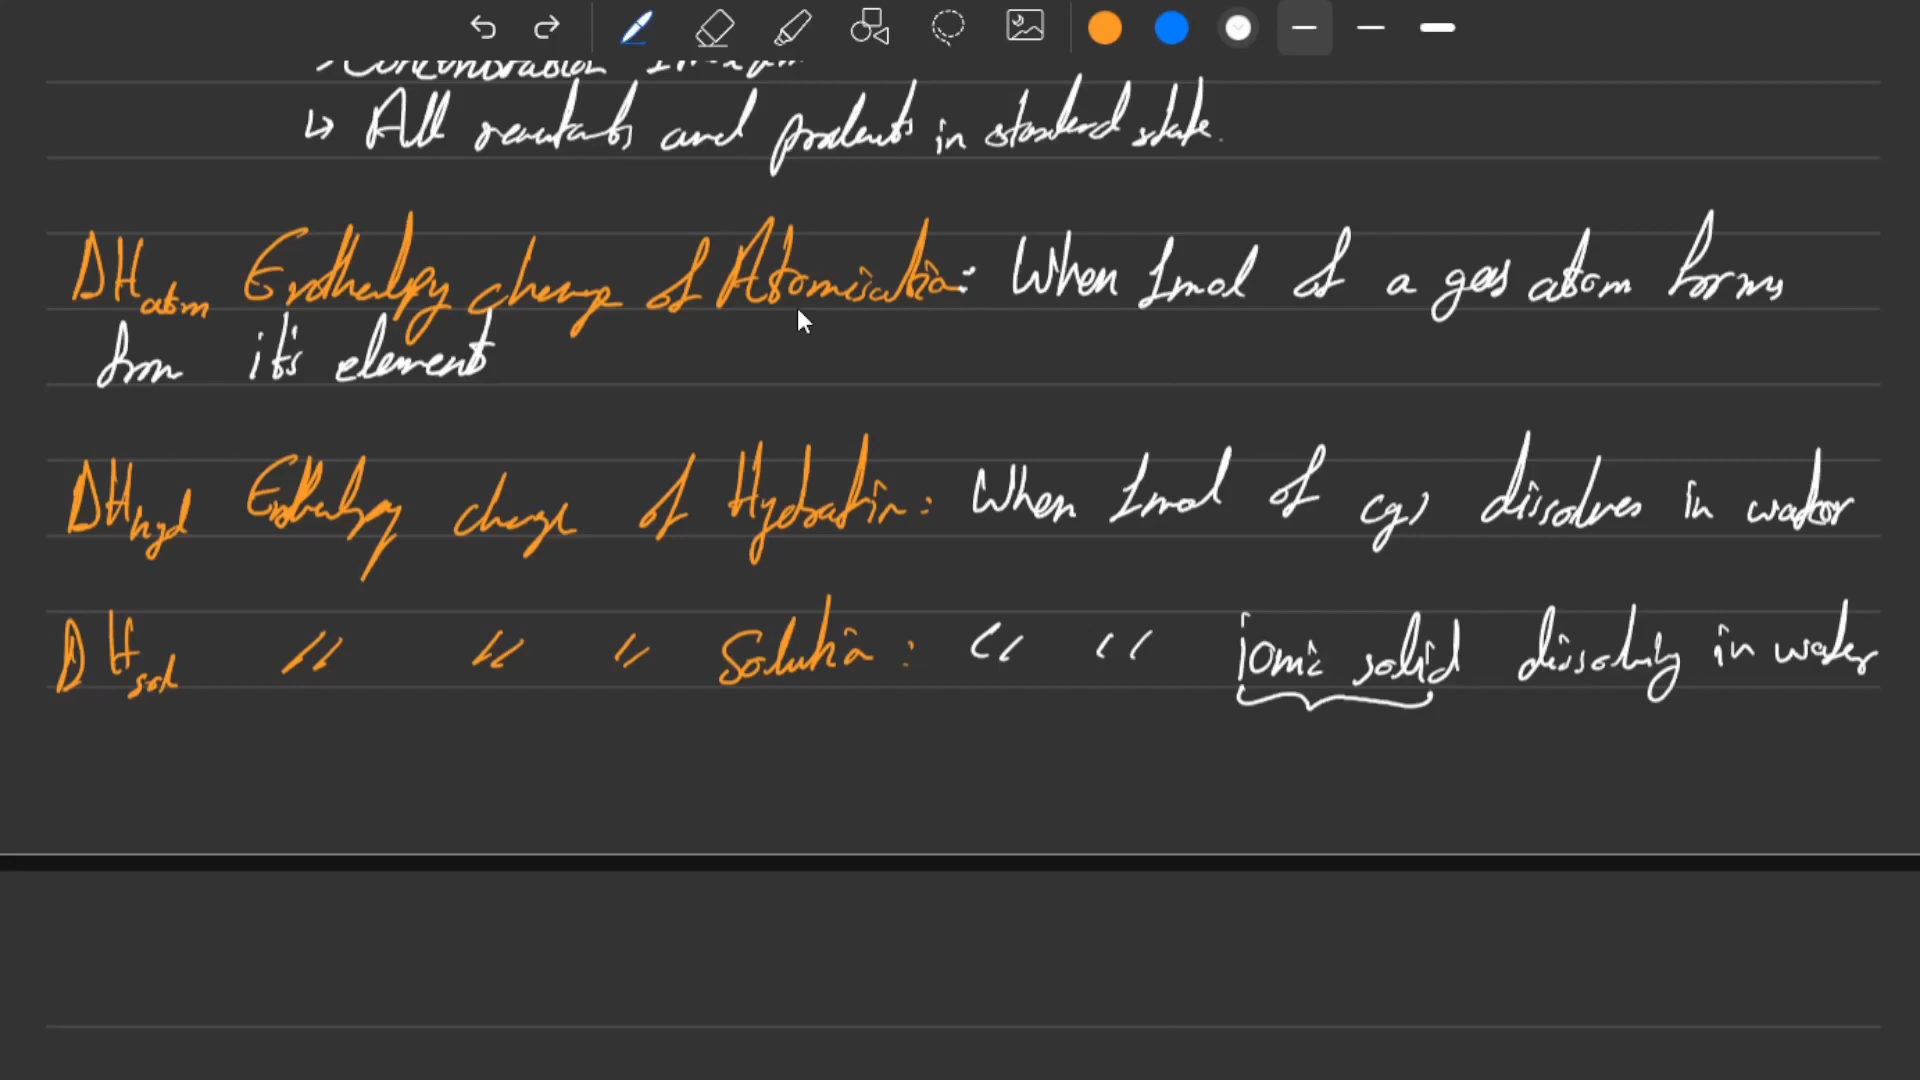 ↳ All reactants and products in standard state.
ΔHatom Enthalpy change of Atomisation: When 1mol of a gas atom forms
from it's element
ΔHhyd Enthalpy change of Hydration: When 1mol of (g) dissolves in water
ΔHsol " " " Solution: " " ionic solid dissolving in water